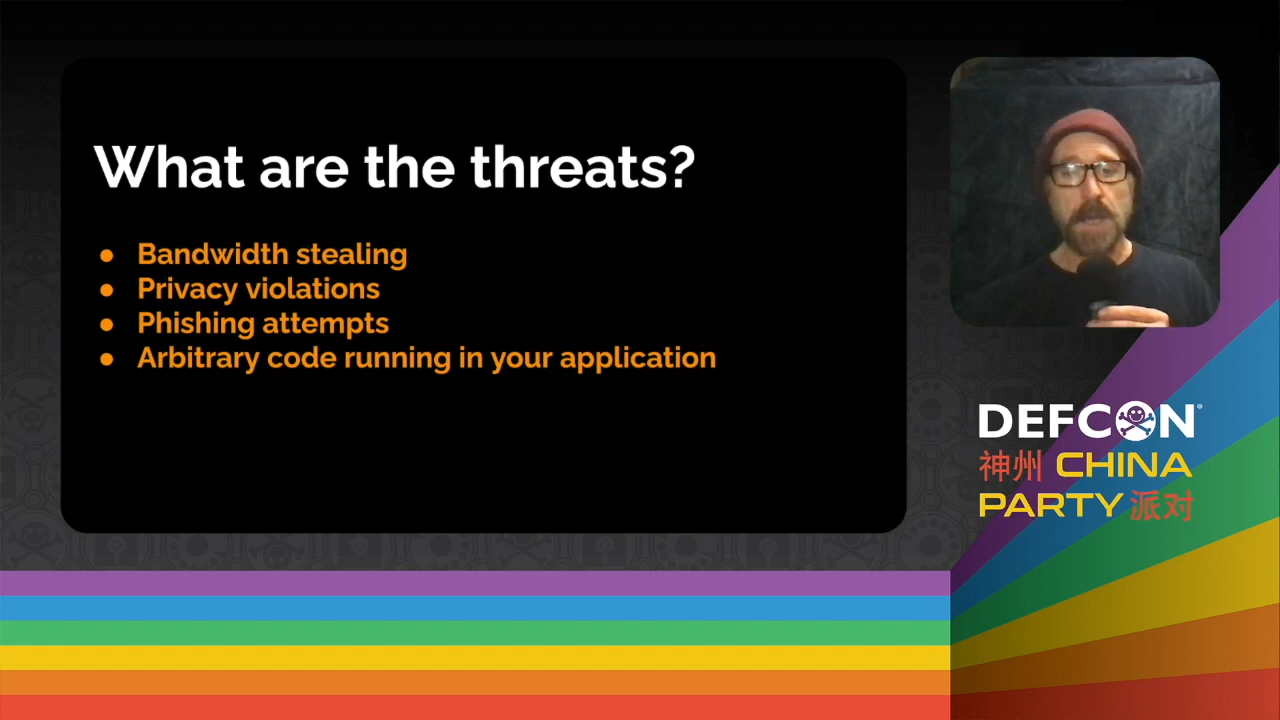 What are the threats?
● Bandwidth stealing
● Privacy violations
● Phishing attempts
● Arbitrary code running in your application
DEFCON®
神州 CHINA
PARTY 派对